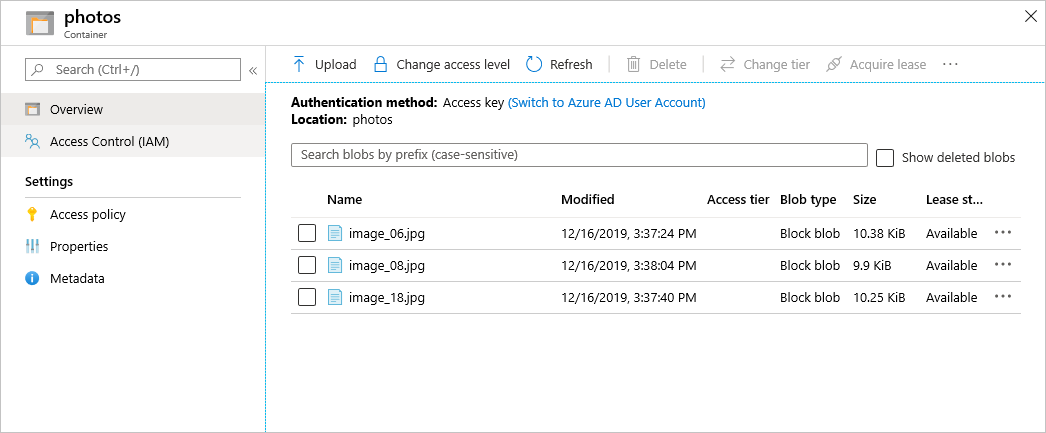 photos
Container
Search (Ctrl+/)
«
Overview
Access Control (IAM)
Settings
Access policy
Properties
Metadata
Upload Change access level Refresh Delete Change tier Acquire lease ...
Authentication method: Access key (Switch to Azure AD User Account)
Location: photos
Search blobs by prefix (case-sensitive) Show deleted blobs
Name Modified Access tier Blob type Size Lease st...
image_06.jpg 12/16/2019, 3:37:24 PM Block blob 10.38 KiB Available ...
image_08.jpg 12/16/2019, 3:38:04 PM Block blob 9.9 KiB Available ...
image_18.jpg 12/16/2019, 3:37:40 PM Block blob 10.25 KiB Available ...